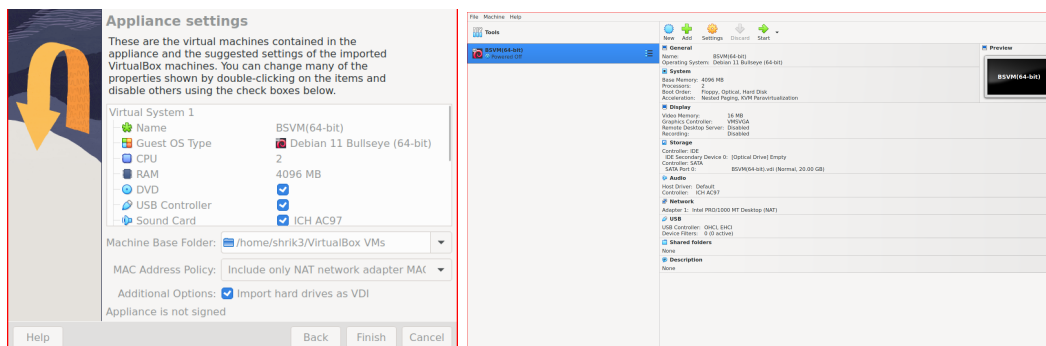 Appliance settings
These are the virtual machines contained in the
appliance and the suggested settings of the imported
VirtualBox machines. You can change many of the
properties shown by double-clicking on the items and
disable others using the check boxes below.
Virtual System 1
Name BSVM(64-bit)
Guest OS Type Debian 11 Bullseye (64-bit)
CPU 2
RAM 4096 MB
DVD
USB Controller
Sound Card ICH AC97
Machine Base Folder: /home/shrik3/VirtualBox VMs
MAC Address Policy: Include only NAT network adapter MAC
Additional Options: Import hard drives as VDI
Appliance is not signed
Help Back Finish Cancel
File Machine Help
Tools
New Add Settings Discard Start
BSVM(64-bit)
Powered Off
General
Name: BSVM(64-bit)
Operating System: Debian 11 Bullseye (64-bit)
System
Base Memory: 4096 MB
Processors: 2
Boot Order: Floppy, Optical, Hard Disk
Acceleration: Nested Paging, KVM Paravirtualization
Display
Video Memory: 16 MB
Graphics Controller: VMSVGA
Remote Desktop Server: Disabled
Recording: Disabled
Storage
Controller: IDE
IDE Secondary Device 0: [Optical Drive] Empty
Controller: SATA
SATA Port 0: BSVM(64-bit).vdi (Normal, 20.00 GB)
Audio
Host Driver: Default
Controller: ICH AC97
Network
Adapter 1: Intel PRO/1000 MT Desktop (NAT)
USB
USB Controller: OHCI, EHCI
Device Filters: 0 (0 active)
Shared folders
None
Description
None
Preview
BSVM(64-bit)